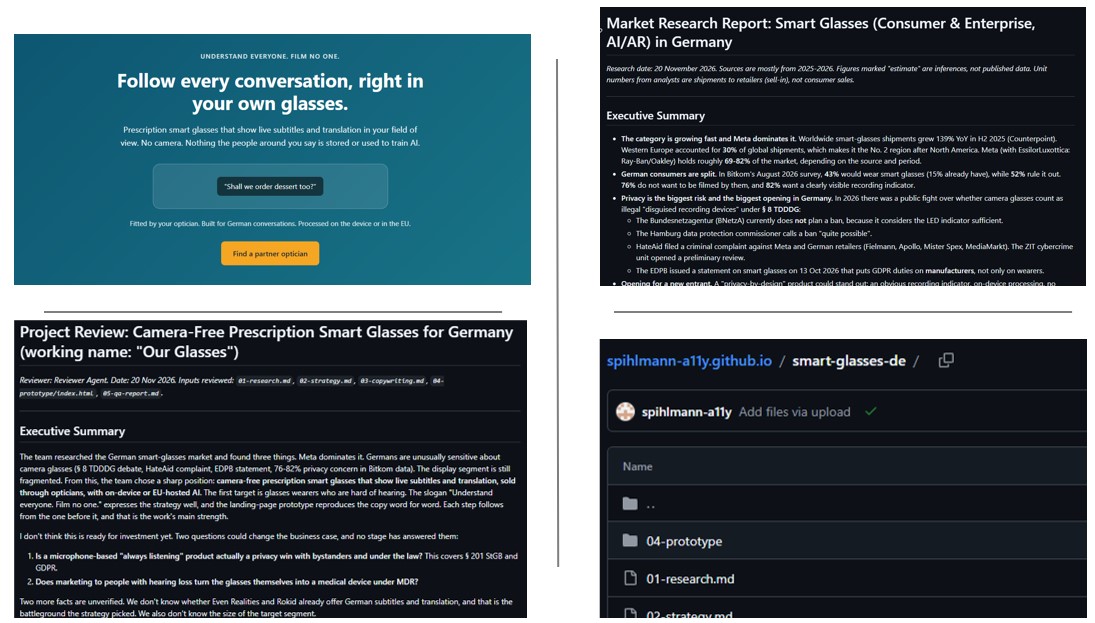 UNDERSTAND EVERYONE. FILM NO ONE.
Follow every conversation, right in
your own glasses.
Prescription smart glasses that show live subtitles and translation in your field of
view. No camera. Nothing the people around you say is stored or used to train AI.
"Shall we order dessert too?"
Fitted by your optician. Built for German conversations. Processed on the device or in the EU.
Find a partner optician
Market Research Report: Smart Glasses (Consumer & Enterprise,
AI/AR) in Germany
Research date: 20 November 2026. Sources are mostly from 2025-2026. Figures marked "estimate" are inferences, not published data. Unit
numbers from analysts are shipments to retailers (sell-in), not consumer sales.
Executive Summary
• The category is growing fast and Meta dominates it. Worldwide smart-glasses shipments grew 139% YoY in H2 2025 (Counterpoint).
Western Europe accounted for 30% of global shipments, which makes it the No. 2 region after North America. Meta (with EssilorLuxottica:
Ray-Ban/Oakley) holds roughly 69-82% of the market, depending on the source and period.
• German consumers are split. In Bitkom's August 2026 survey, 43% would wear smart glasses (15% already have), while 52% rule it out.
76% do not want to be filmed by them, and 82% want a clearly visible recording indicator.
• Privacy is the biggest risk and the biggest opening in Germany. In 2026 there was a public fight over whether camera glasses count as
illegal "disguised recording devices" under § 8 TDDDG:
○ The Bundesnetzagentur (BNetzA) currently does not plan a ban, because it considers the LED indicator sufficient.
○ The Hamburg data protection commissioner calls a ban "quite possible".
○ HateAid filed a criminal complaint against Meta and German retailers (Fielmann, Apollo, Mister Spex, MediaMarkt). The ZIT cybercrime
unit opened a preliminary review.
○ The EDPB issued a statement on smart glasses on 13 Oct 2026 that puts GDPR duties on manufacturers, not only on wearers.
• Opening for a new entrant. A "privacy-by-design" product could stand out: an obvious recording indicator, on-device processing, no
Project Review: Camera-Free Prescription Smart Glasses for Germany
(working name: "Our Glasses")
Reviewer: Reviewer Agent. Date: 20 Nov 2026. Inputs reviewed: 01-research.md, 02-strategy.md, 03-copywriting.md, 04-
prototype/index.html, 05-qa-report.md.
Executive Summary
The team researched the German smart-glasses market and found three things. Meta dominates it. Germans are unusually sensitive about
camera glasses (§ 8 TDDDG debate, HateAid complaint, EDPB statement, 76-82% privacy concern in Bitkom data). The display segment is still
fragmented. From this, the team chose a sharp position: camera-free prescription smart glasses that show live subtitles and translation, sold
through opticians, with on-device or EU-hosted AI. The first target is glasses wearers who are hard of hearing. The slogan "Understand
everyone. Film no one." expresses the strategy well, and the landing-page prototype reproduces the copy word for word. Each step follows
from the one before it, and that is the work's main strength.
I don't think this is ready for investment yet. Two questions could change the business case, and no stage has answered them:
1. Is a microphone-based "always listening" product actually a privacy win with bystanders and under the law? This covers § 201 StGB and
GDPR.
2. Does marketing to people with hearing loss turn the glasses themselves into a medical device under MDR?
Two more facts are unverified. We don't know whether Even Realities and Rokid already offer German subtitles and translation, and that is the
battleground the strategy picked. We also don't know the size of the target segment.
spihlmann-a11y.github.io / smart-glasses-de /
spihlmann-a11y Add files via upload
Name
..
04-prototype
01-research.md
02-strategy.md